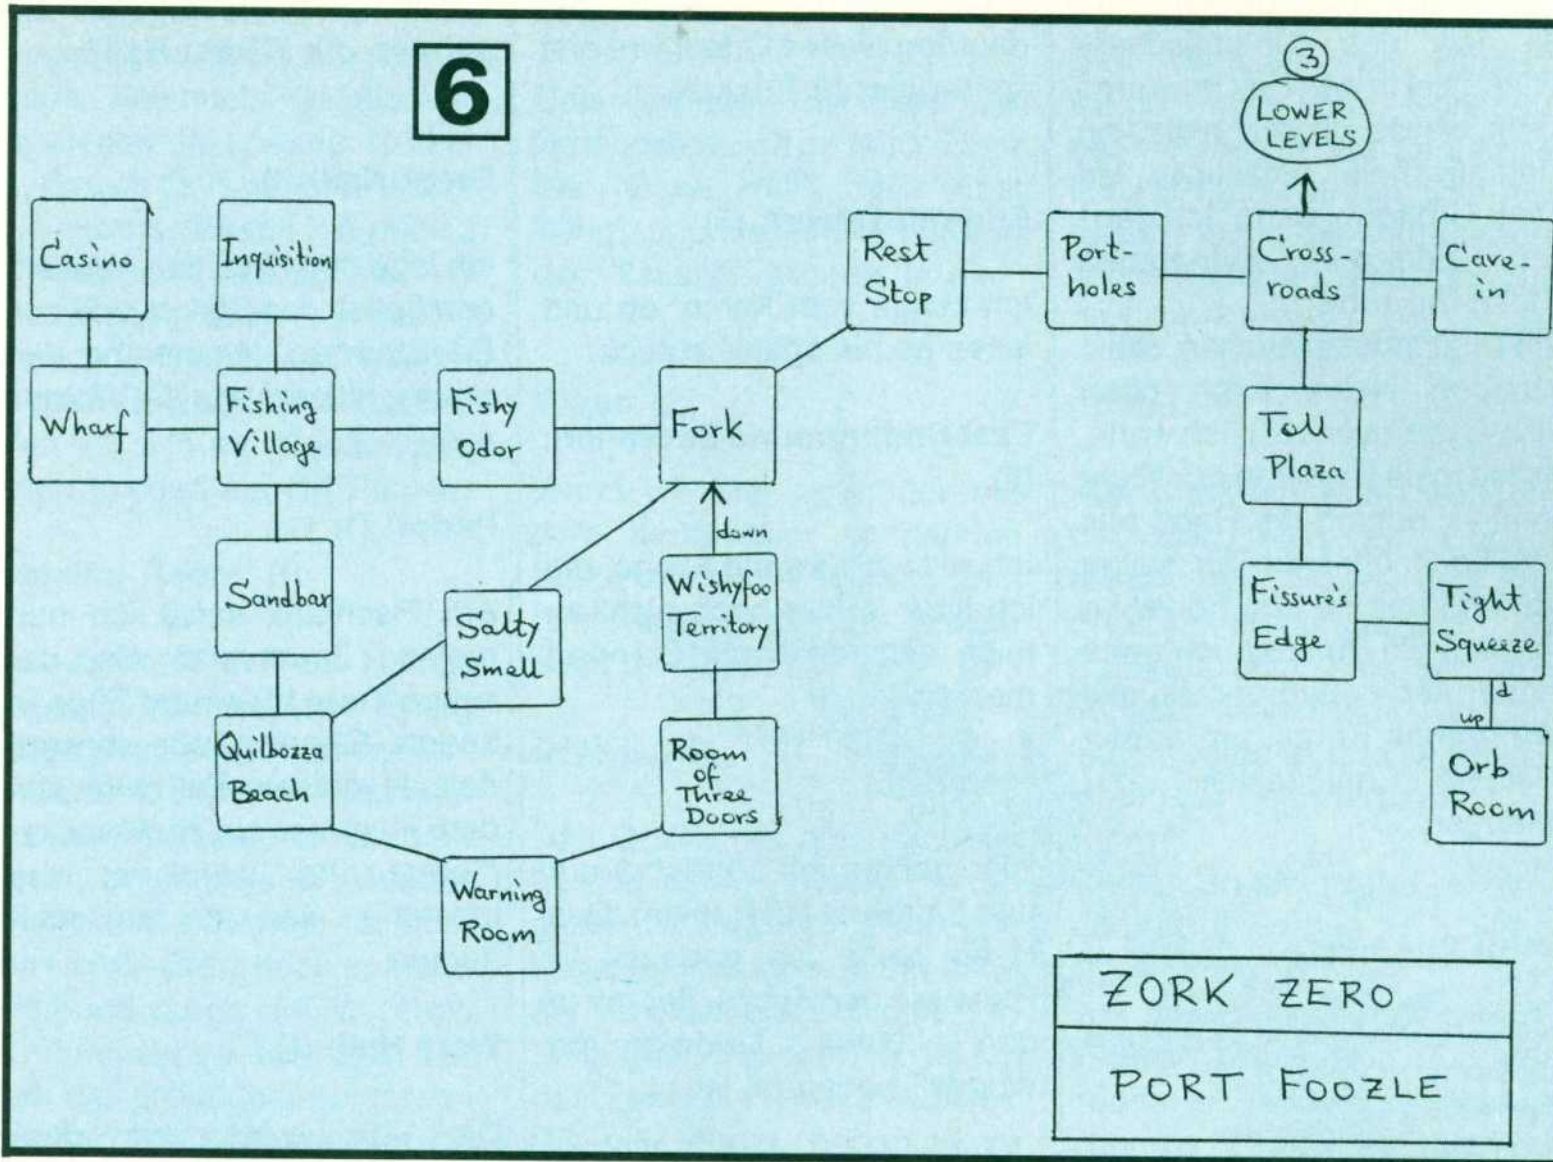 6
3
LOWER
LEVELS
Casino
Inquisition
Rest
Stop
Port-
holes
Cross-
roads
Cave-
in
Wharf
Fishing
Village
Fishy
Odor
Fork
Toll
Plaza
down
Sandbar
Salty
Smell
Wishyfoo
Territory
Fissure's
Edge
Tight
Squeeze
d
up
Quilbozza
Beach
Room
of
Three
Doors
Orb
Room
Warning
Room
ZORK ZERO
PORT FOOZLE